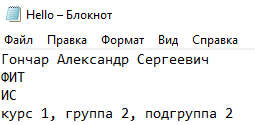 Hello – Блокнот
Файл Правка Формат Вид Справка
Гончар Александр Сергеевич
ФИТ
ИС
курс 1, группа 2, подгруппа 2